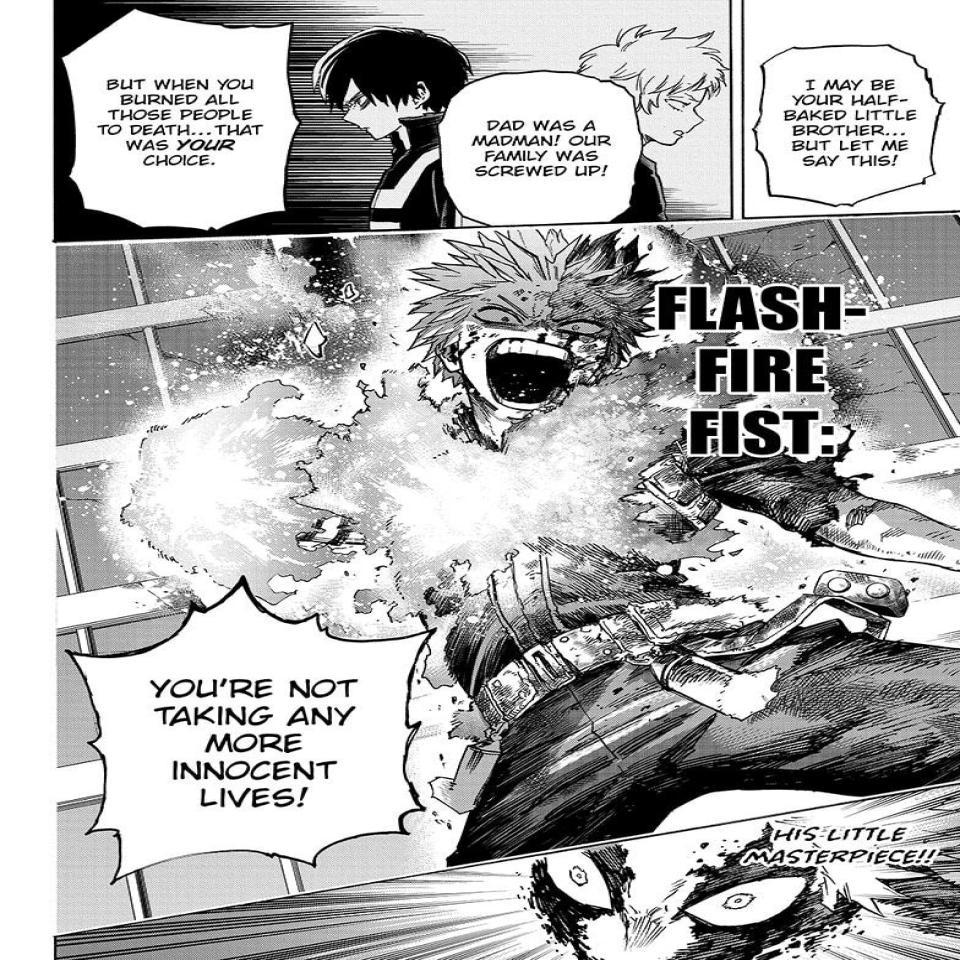 I MAY BE
YOUR HALF-
BAKED LITTLE
BROTHER...
BUT LET ME
SAY THIS!
DAD WAS A
MADMAN! OUR
FAMILY WAS
SCREWED UP!
BUT WHEN YOU
BURNED ALL
THOSE PEOPLE
TO DEATH...THAT
WAS YOUR
CHOICE.
FLASH-
FIRE
FIST:
YOU'RE NOT
TAKING ANY
MORE
INNOCENT
LIVES!
HIS LITTLE
MASTERPIECE!!